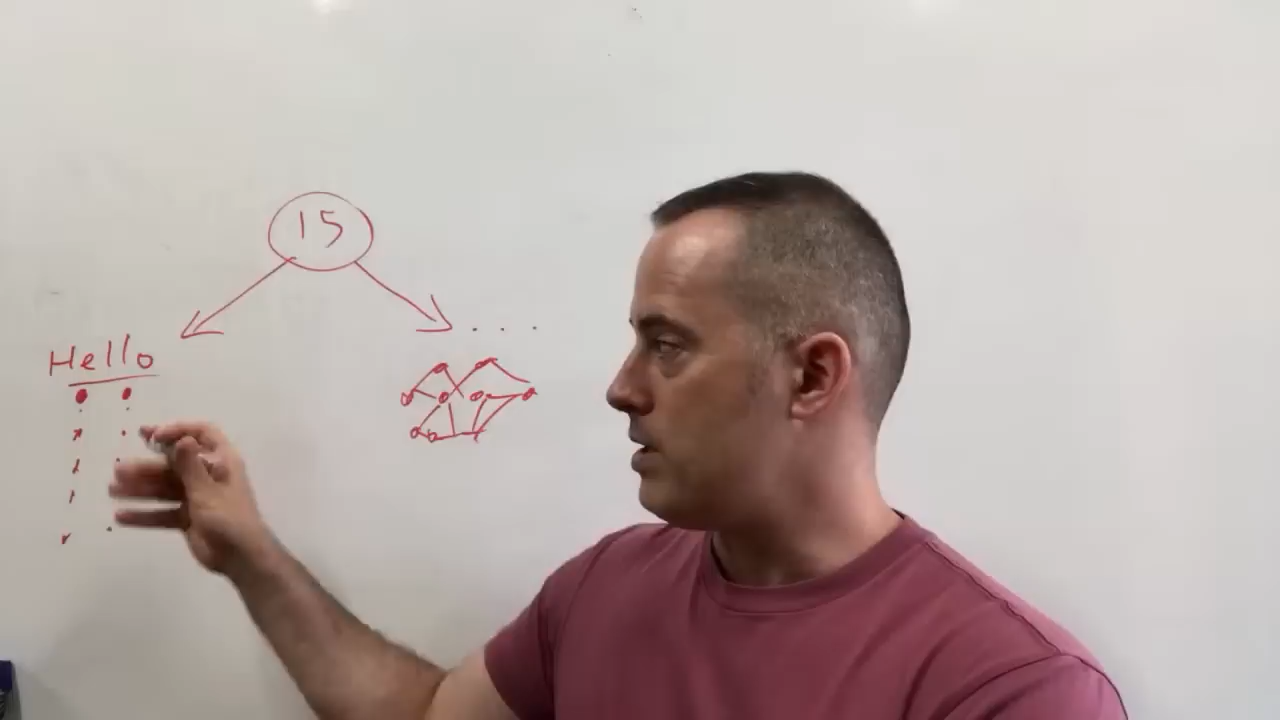 15
. . . .
Hello